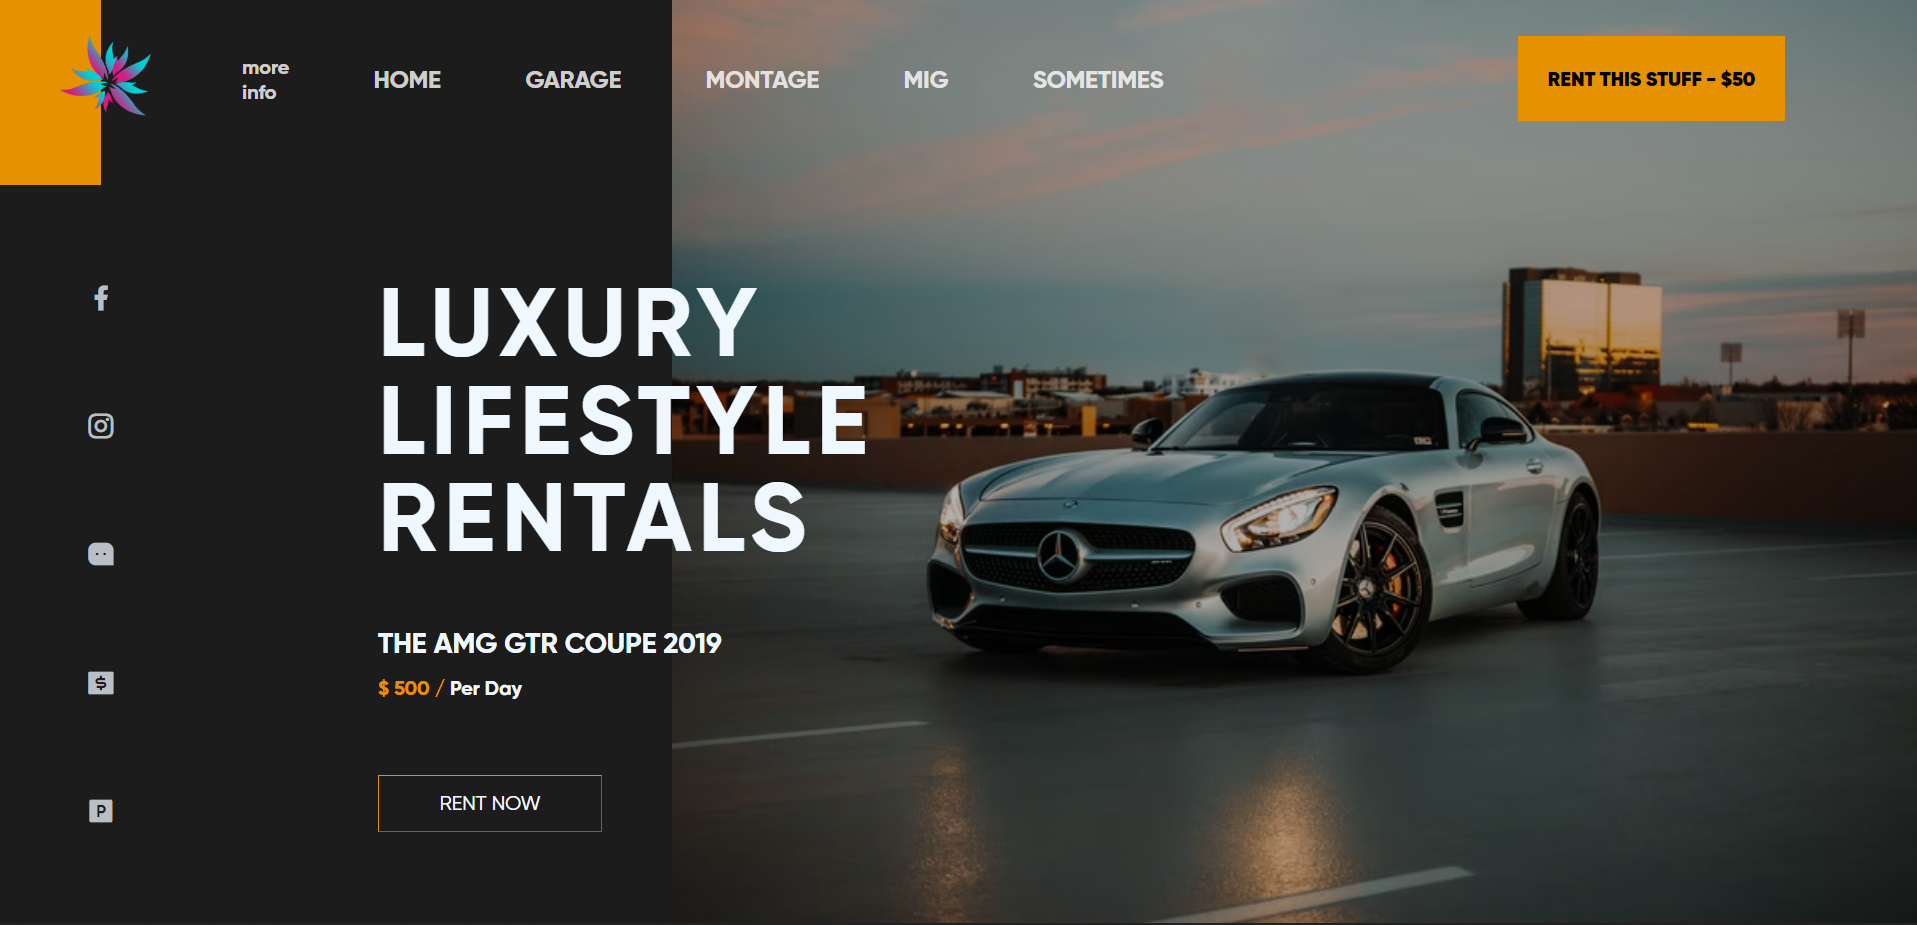 more
info
HOME
GARAGE
MONTAGE
MIG
SOMETIMES
RENT THIS STUFF - $50
LUXURY
LIFESTYLE
RENTALS
THE AMG GTR COUPE 2019
$ 500 / Per Day
RENT NOW
$
P